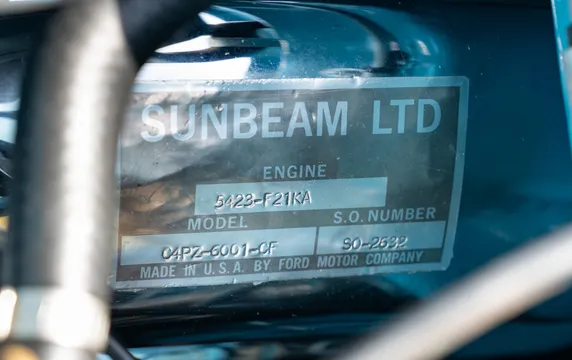 SUNBEAM LTD
ENGINE
5423-F21KA
MODEL S.O. NUMBER
C4PZ-6001-CF SO-2632
MADE IN U.S.A. BY FORD MOTOR COMPANY